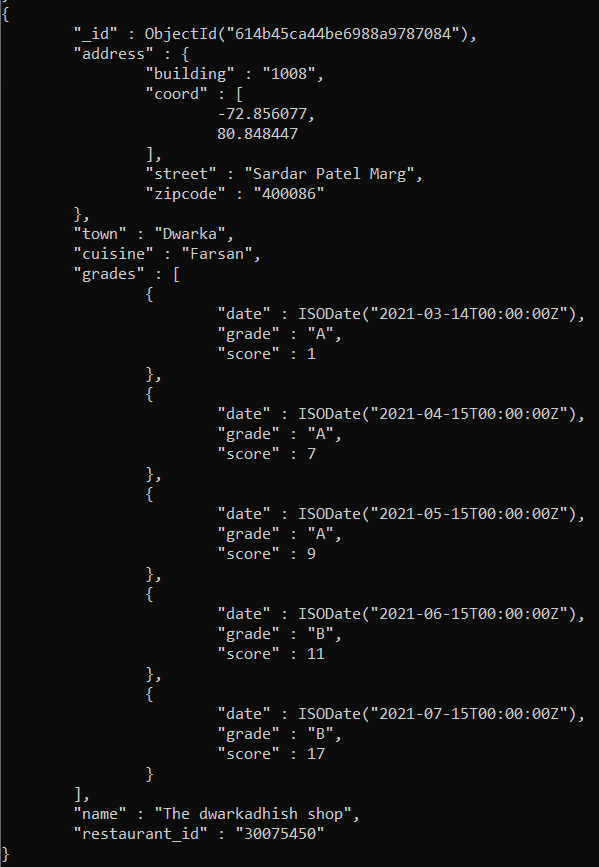 {
"_id" : ObjectId("614b45ca44be6988a9787084"),
"address" : {
"building" : "1008",
"coord" : [
-72.856077,
80.848447
],
"street" : "Sardar Patel Marg",
"zipcode" : "400086"
},
"town" : "Dwarka",
"cuisine" : "Farsan",
"grades" : [
{
"date" : ISODate("2021-03-14T00:00:00Z"),
"grade" : "A",
"score" : 1
},
{
"date" : ISODate("2021-04-15T00:00:00Z"),
"grade" : "A",
"score" : 7
},
{
"date" : ISODate("2021-05-15T00:00:00Z"),
"grade" : "A",
"score" : 9
},
{
"date" : ISODate("2021-06-15T00:00:00Z"),
"grade" : "B",
"score" : 11
},
{
"date" : ISODate("2021-07-15T00:00:00Z"),
"grade" : "B",
"score" : 17
}
],
"name" : "The dwarkadhish shop",
"restaurant_id" : "30075450"
}